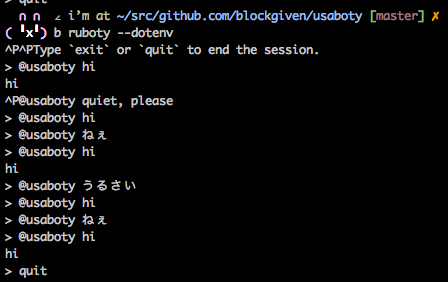 > quit
∩ ∩ i'm at ~/src/github.com/blockgiven/usaboty [master] ✗
( 'x') b ruboty --dotenv
^P^PType `exit` or `quit` to end the session.
> @usaboty hi
hi
^P@usaboty quiet, please
> @usaboty hi
> @usaboty ねぇ
> @usaboty hi
hi
> @usaboty うるさい
> @usaboty hi
> @usaboty ねぇ
> @usaboty hi
hi
> quit